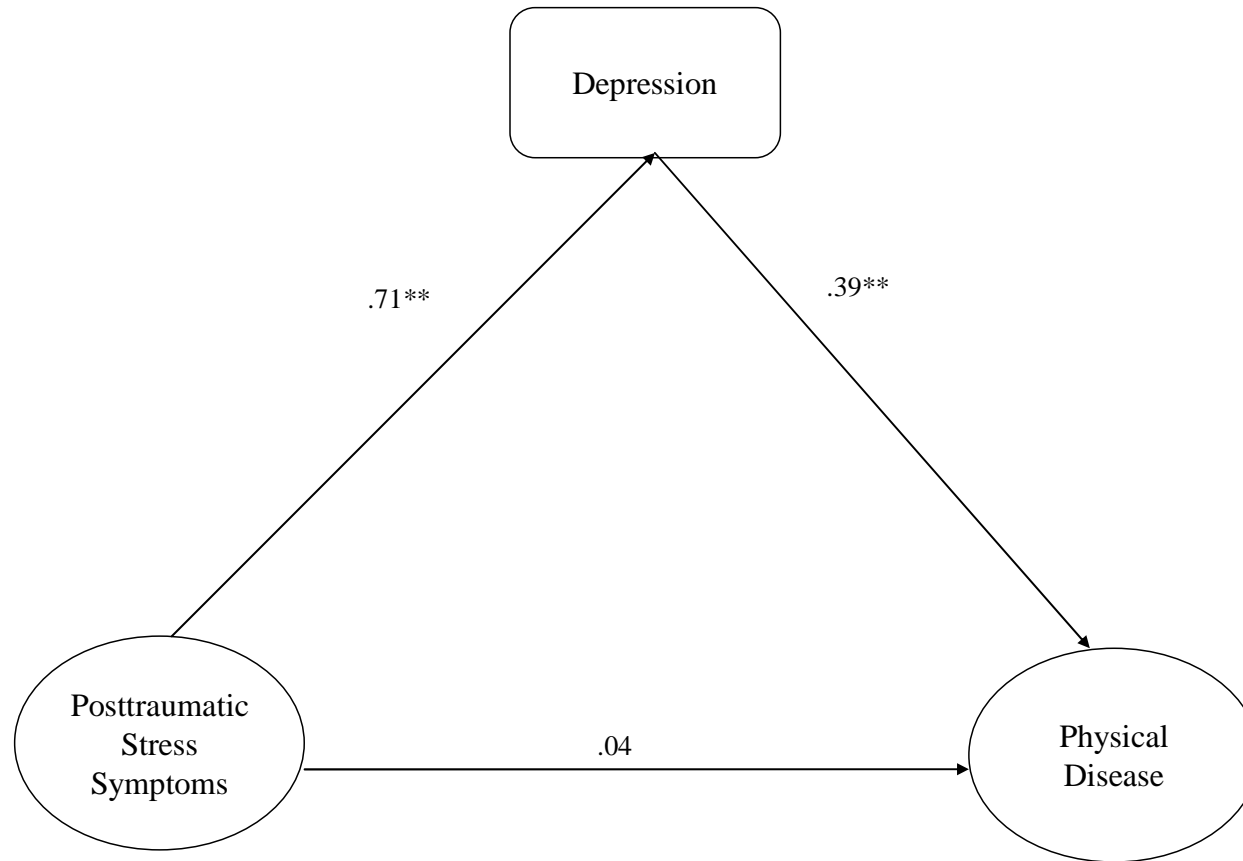 Depression
.71**
.39**
Posttraumatic
Stress
Symptoms
.04
Physical
Disease